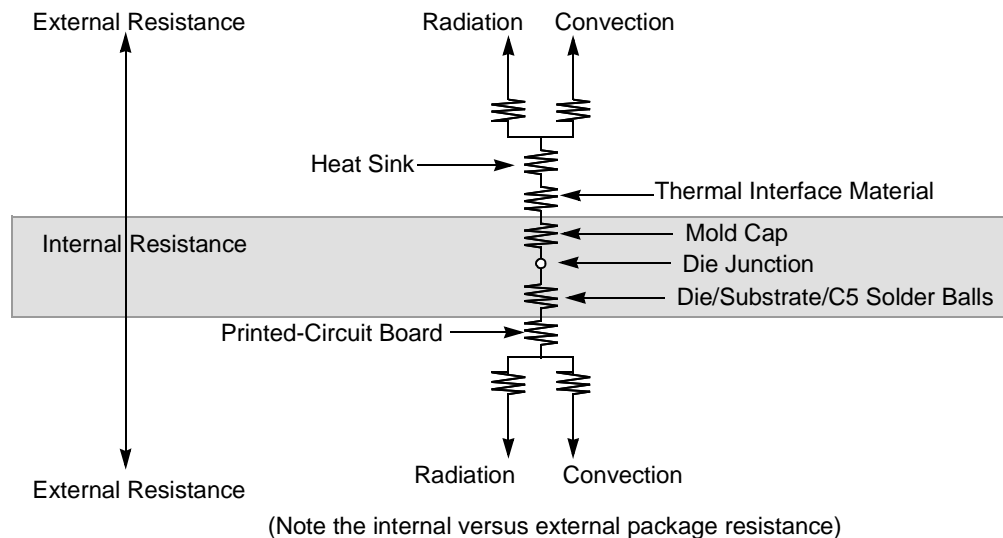 External Resistance
Radiation
Convection
Heat Sink
Thermal Interface Material
Internal Resistance
Mold Cap
Die Junction
Die/Substrate/C5 Solder Balls
Printed-Circuit Board
Radiation
Convection
External Resistance
(Note the internal versus external package resistance)